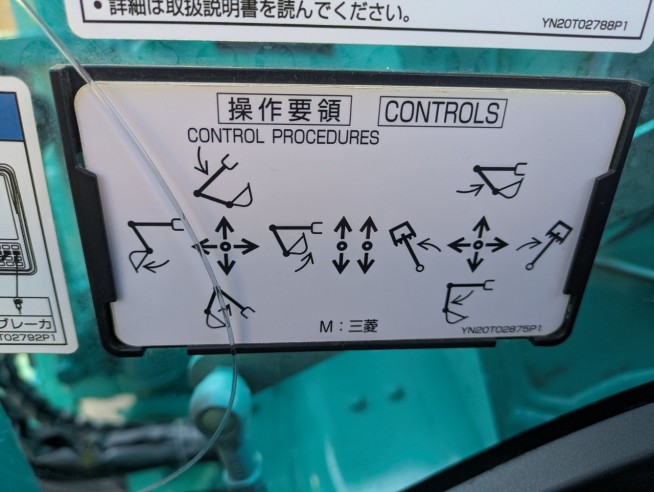 •詳細は取扱説明書を読んでください。
YN20T02788P1
操作要領 CONTROLS
CONTROL PROCEDURES
ブレーカ
T02792P1
M：三菱
YN20T02875P1